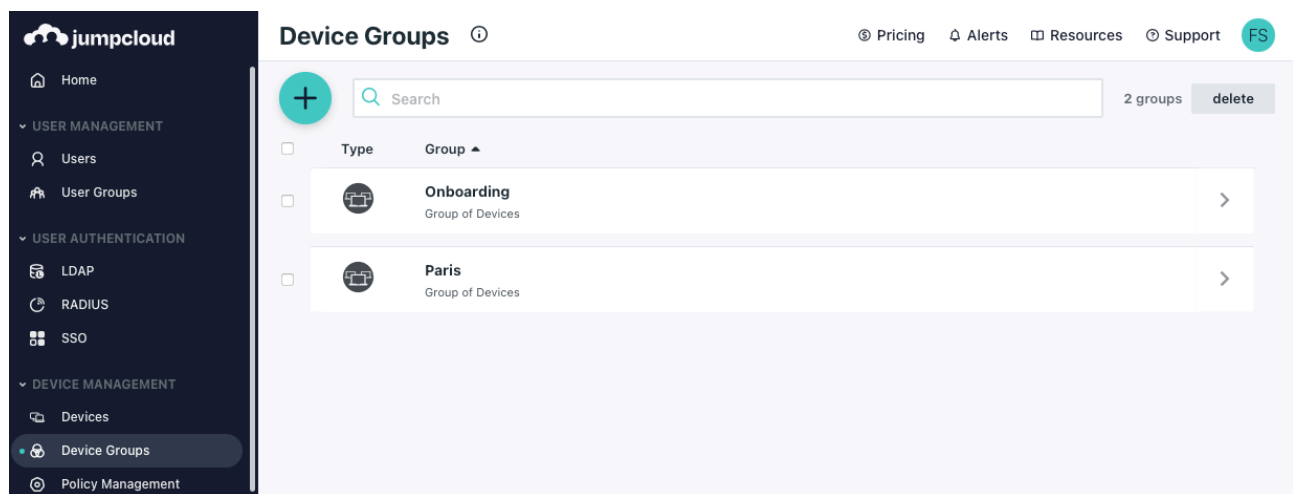 jumpcloud
Home
USER MANAGEMENT
Users
User Groups
USER AUTHENTICATION
LDAP
RADIUS
SSO
DEVICE MANAGEMENT
Devices
Device Groups
Policy Management
Device Groups
Pricing
Alerts
Resources
Support
FS
Search
2 groups
delete
Type
Group
Onboarding
Group of Devices
Paris
Group of Devices